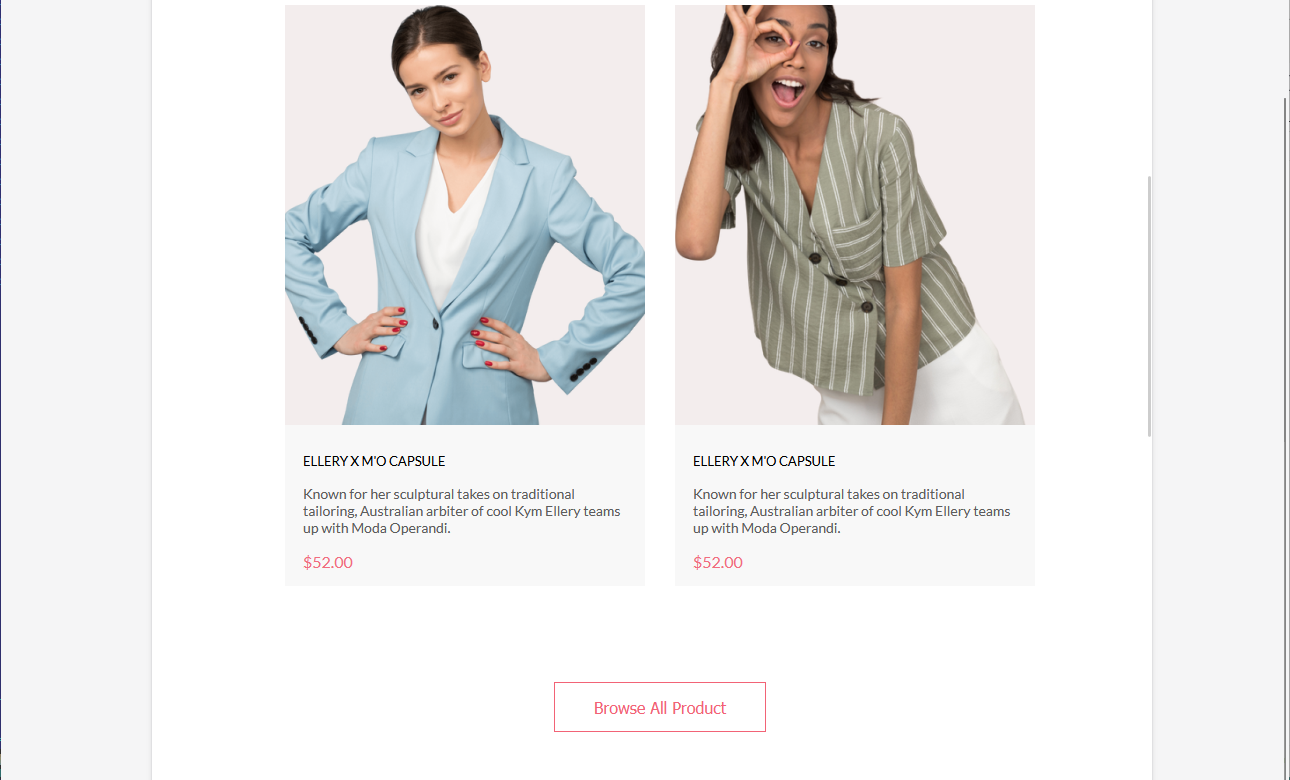 ELLERY X M'O CAPSULE
Known for her sculptural takes on traditional
tailoring, Australian arbiter of cool Kym Ellery teams
up with Moda Operandi.
$52.00
ELLERY X M'O CAPSULE
Known for her sculptural takes on traditional
tailoring, Australian arbiter of cool Kym Ellery teams
up with Moda Operandi.
$52.00
Browse All Product